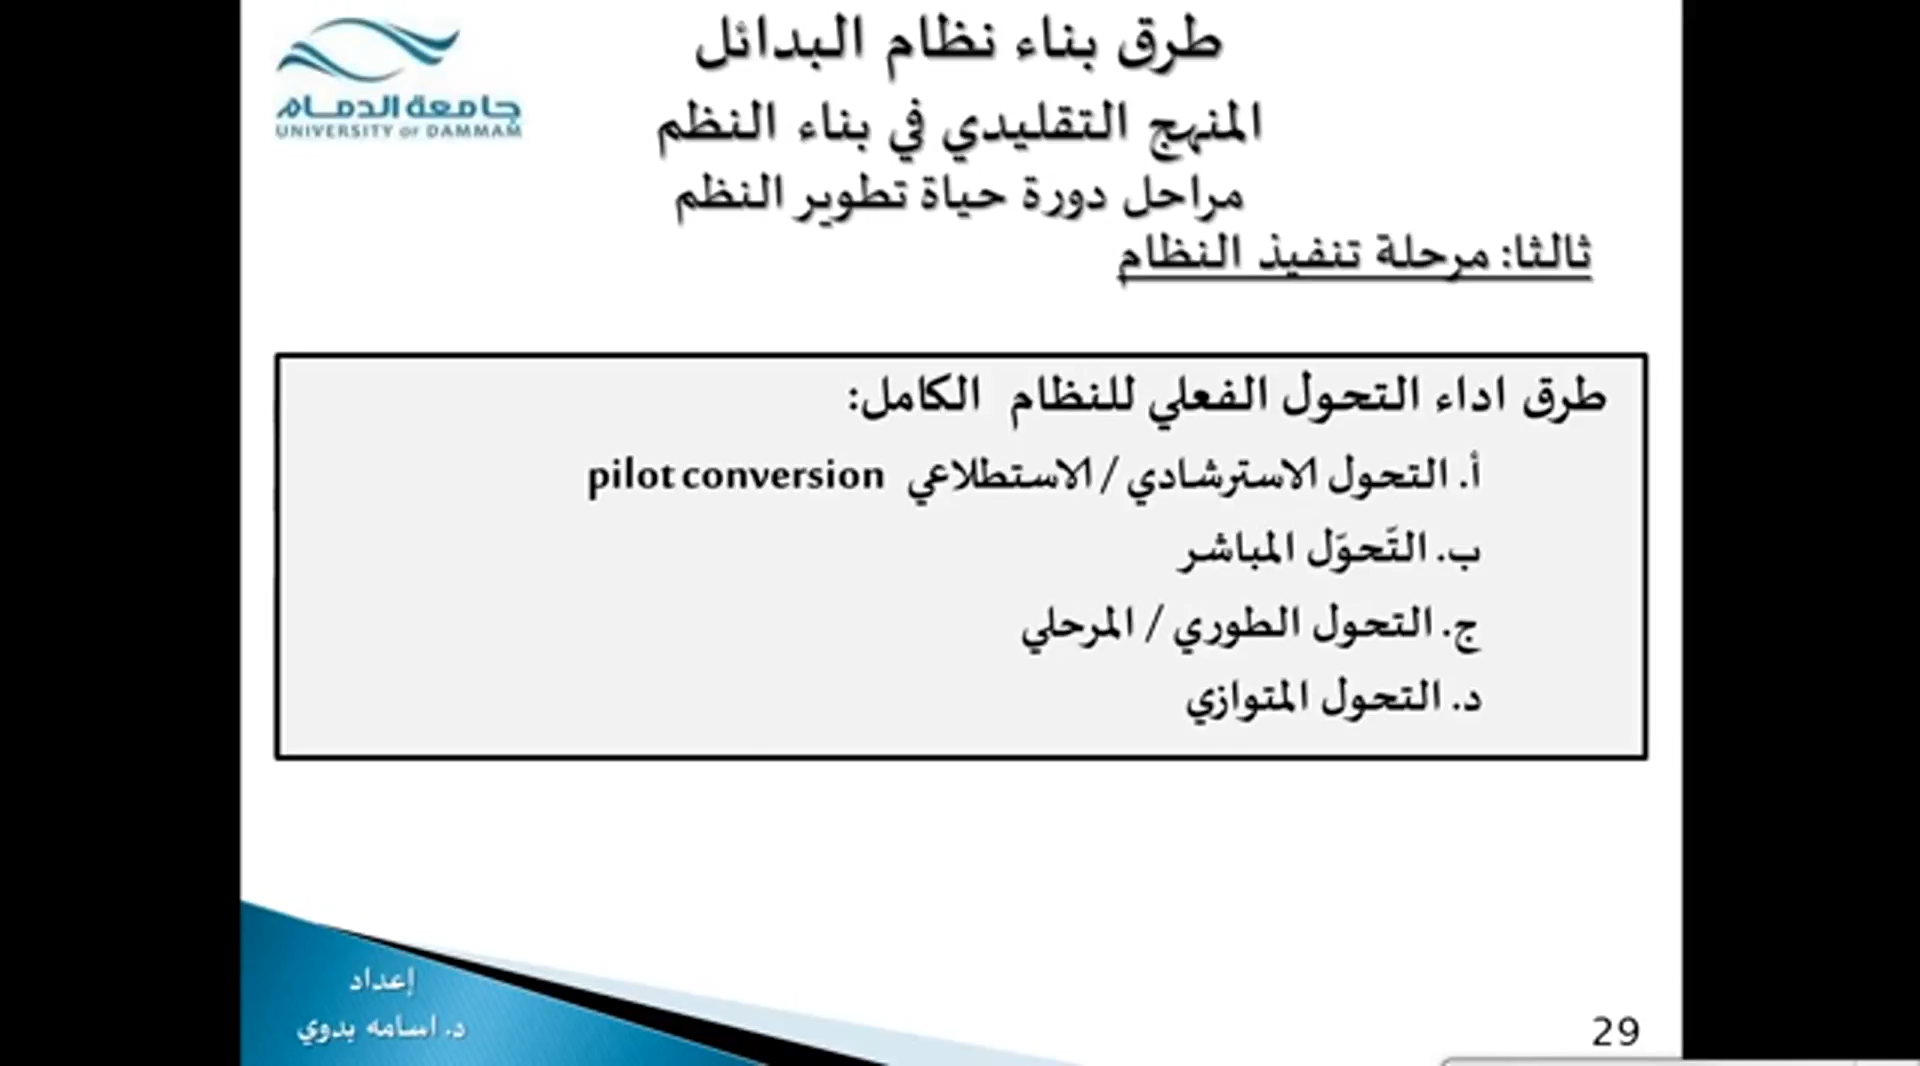 طرق بناء نظام البدائل
المنهج التقليدي في بناء النظم
مراحل دورة حياة تطوير النظم
ثالثا: مرحلة تنفيذ النظام
جامعة الدمام
UNIVERSITY OF DAMMAM
طرق اداء التحول الفعلي للنظام الكامل:
أ. التحول الاسترشادي / الاستطلاعي pilot conversion
ب. التّحوّل المباشر
ج. التحول الطوري / المرحلي
د. التحول المتوازي
إعداد
د. اسامه بدوي
29